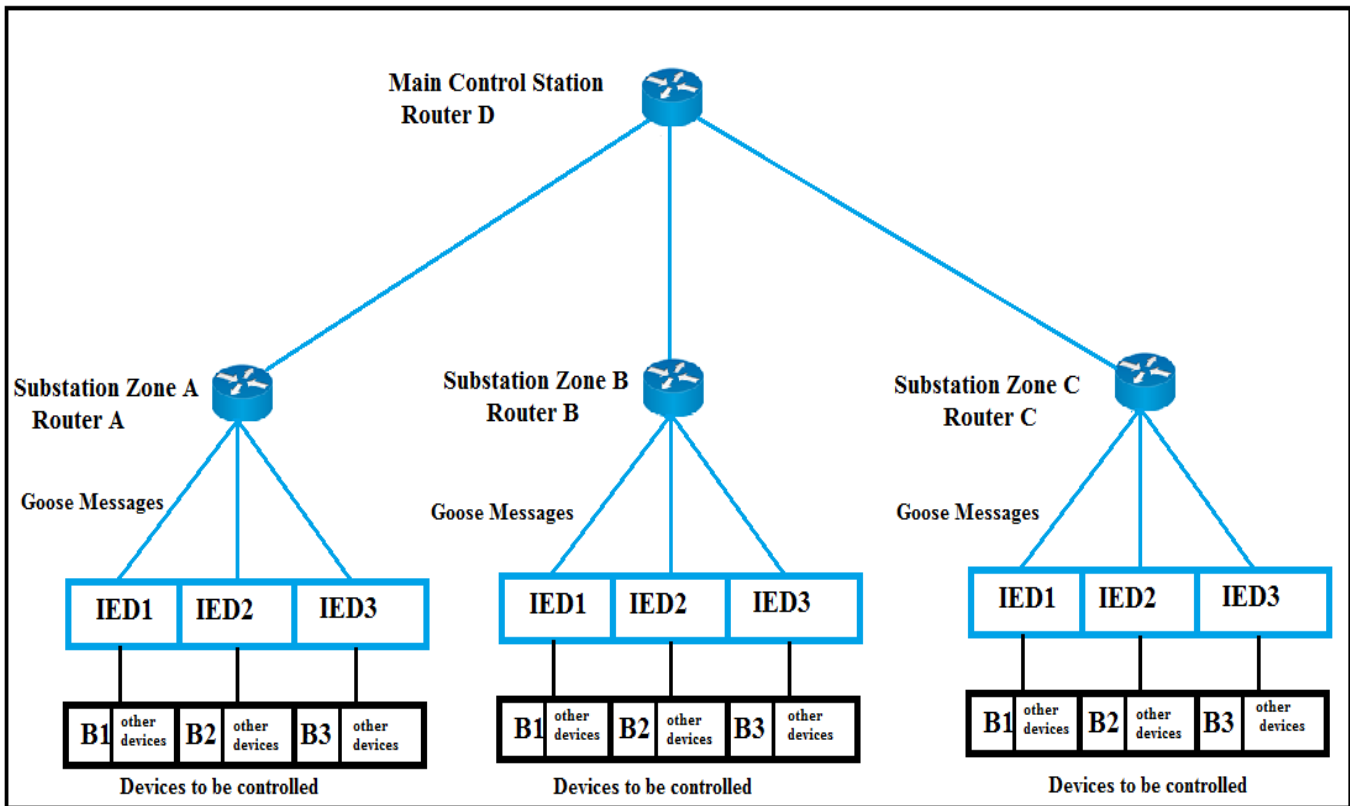 Main Control Station
Router D
Substation Zone A
Router A
Substation Zone B
Router B
Substation Zone C
Router C
Goose Messages
Goose Messages
Goose Messages
IED1 IED2 IED3
IED1 IED2 IED3
IED1 IED2 IED3
B1 other devices B2 other devices B3 other devices
B1 other devices B2 other devices B3 other devices
B1 other devices B2 other devices B3 other devices
Devices to be controlled
Devices to be controlled
Devices to be controlled